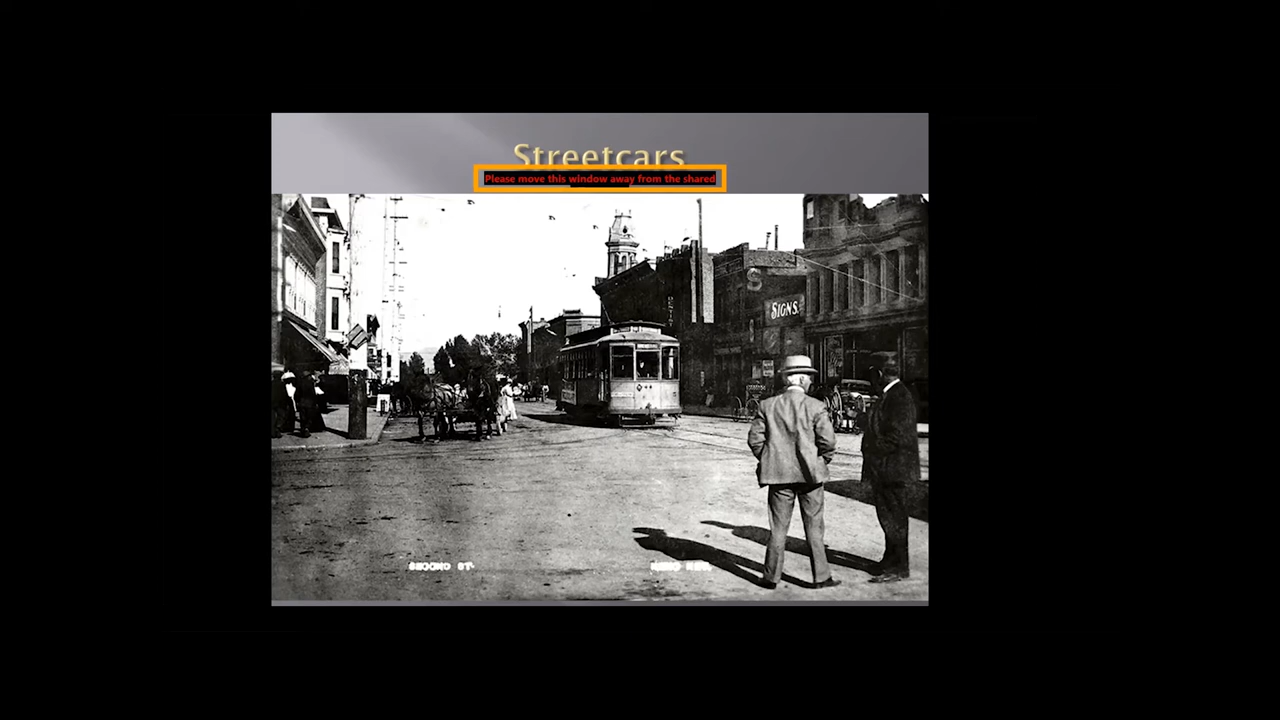 Streetcars
Please move this window away from the shared
SIGNS.
SECOND ST.
RENO NEV.